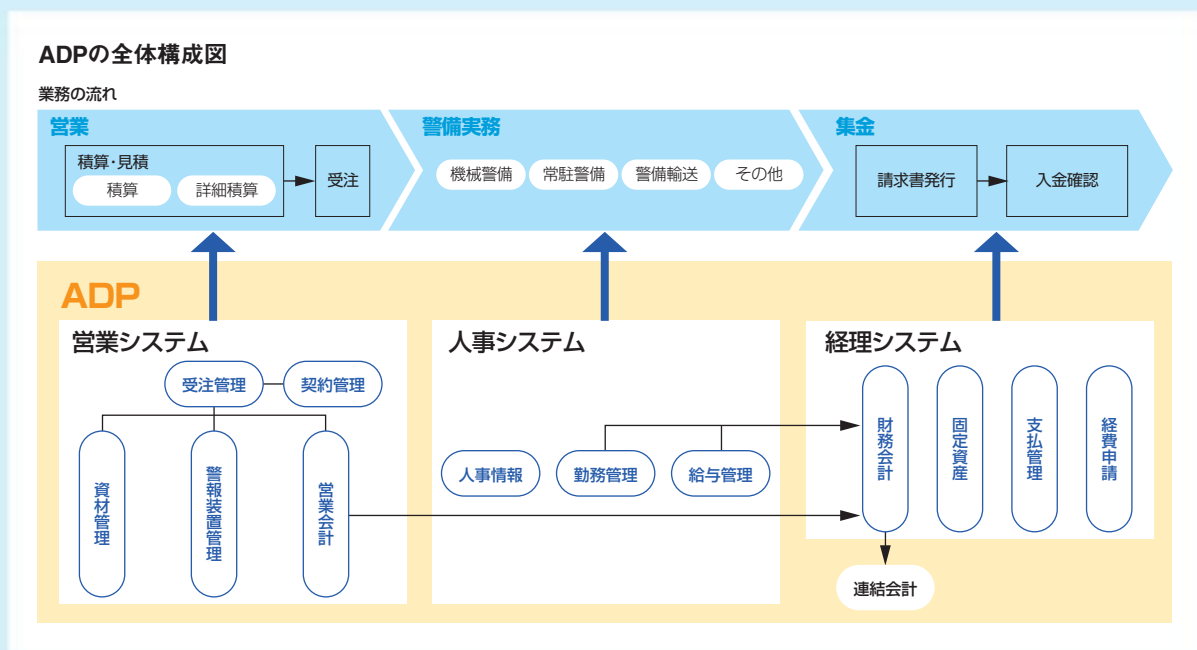 ADPの全体構成図
業務の流れ
営業
積算・見積
積算
詳細積算
受注
警備実務
機械警備
常駐警備
警備輸送
その他
集金
請求書発行
入金確認
ADP
営業システム
受注管理
契約管理
資材管理
警報装置管理
営業会計
人事システム
人事情報
勤務管理
給与管理
経理システム
財務会計
固定資産
支払管理
経費申請
連結会計